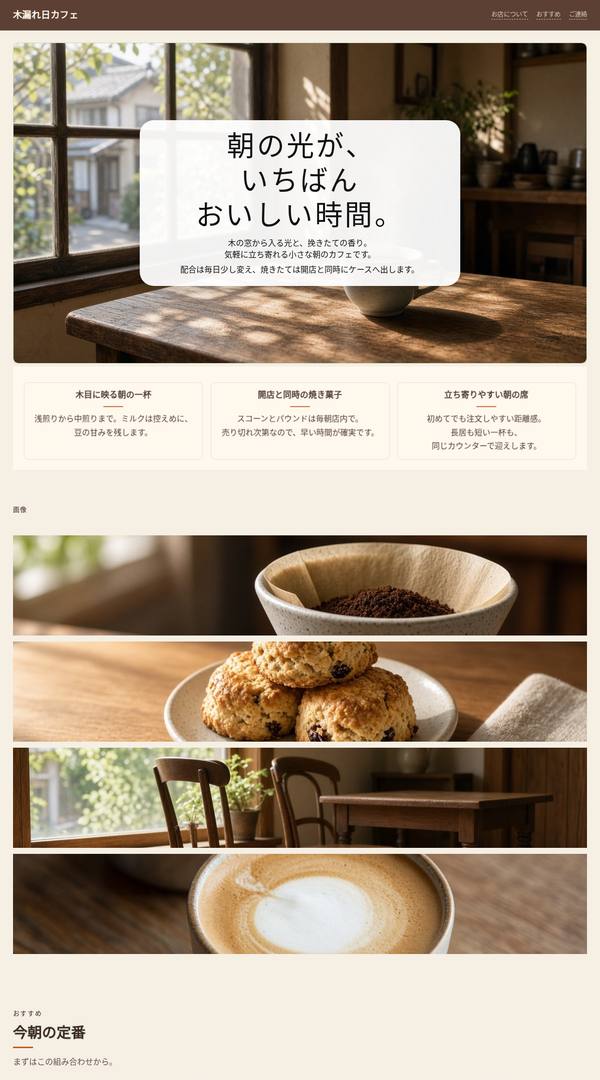 木漏れ日カフェ
お店について おすすめ ご連絡
朝の光が、
いちばん
おいしい時間。
木の窓から入る光と、挽きたての香り。
気軽に立ち寄れる小さな朝のカフェです。
配合は毎日少し変え、焼きたては開店と同時にケースへ出します。
木目に映る朝の一杯
浅煎りから中煎りまで。ミルクは控えめに、
豆の甘みを残します。
開店と同時の焼き菓子
スコーンとパウンドは毎朝店内で。
売り切れ次第なので、早い時間が確実です。
立ち寄りやすい朝の席
初めてでも注文しやすい距離感。
長居も短い一杯も、
同じカウンターで迎えします。
画像
おすすめ
今朝の定番
まずはこの組み合わせから。